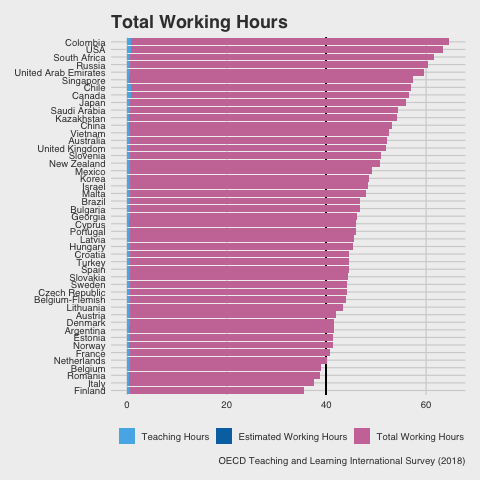 Total Working Hours
Colombia
USA
South Africa
Russia
United Arab Emirates
Singapore
Chile
Canada
Japan
Saudi Arabia
Kazakhstan
China
Vietnam
Australia
United Kingdom
Slovenia
New Zealand
Mexico
Korea
Israel
Malta
Brazil
Bulgaria
Georgia
Cyprus
Portugal
Latvia
Hungary
Croatia
Turkey
Spain
Slovakia
Sweden
Czech Republic
Belgium-Flemish
Lithuania
Austria
Denmark
Argentina
Estonia
Norway
France
Netherlands
Belgium
Romania
Italy
Finland
0 20 40 60
Teaching Hours Estimated Working Hours Total Working Hours
OECD Teaching and Learning International Survey (2018)